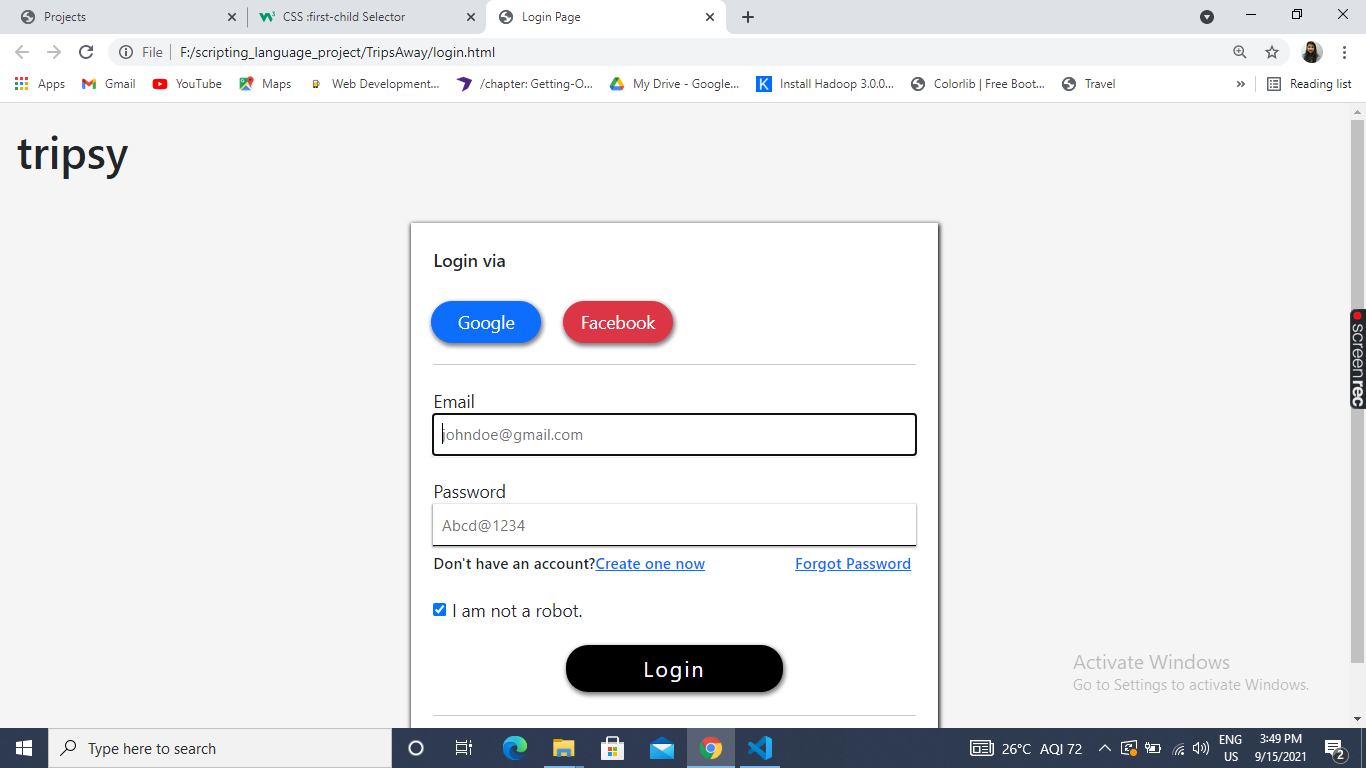 Projects
CSS :first-child Selector
Login Page
File
F:/scripting_language_project/TripsAway/login.html
Apps
Gmail
YouTube
Maps
Web Development...
/chapter: Getting-O...
My Drive - Google...
K
Install Hadoop 3.0.0...
Colorlib | Free Boot...
Travel
»
Reading list
tripsy
Login via
Google
Facebook
Email
johndoe@gmail.com
Password
Abcd@1234
Don't have an account?Create one now
Forgot Password
I am not a robot.
Login
screenrec
Activate Windows
Go to Settings to activate Windows.
Type here to search
26°C AQI 72
ENG
US
3:49 PM
9/15/2021
2